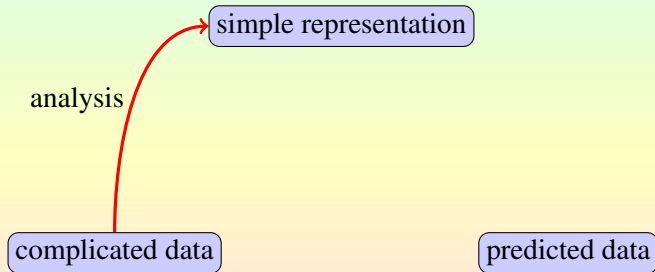 simple representation
analysis
complicated data
predicted data